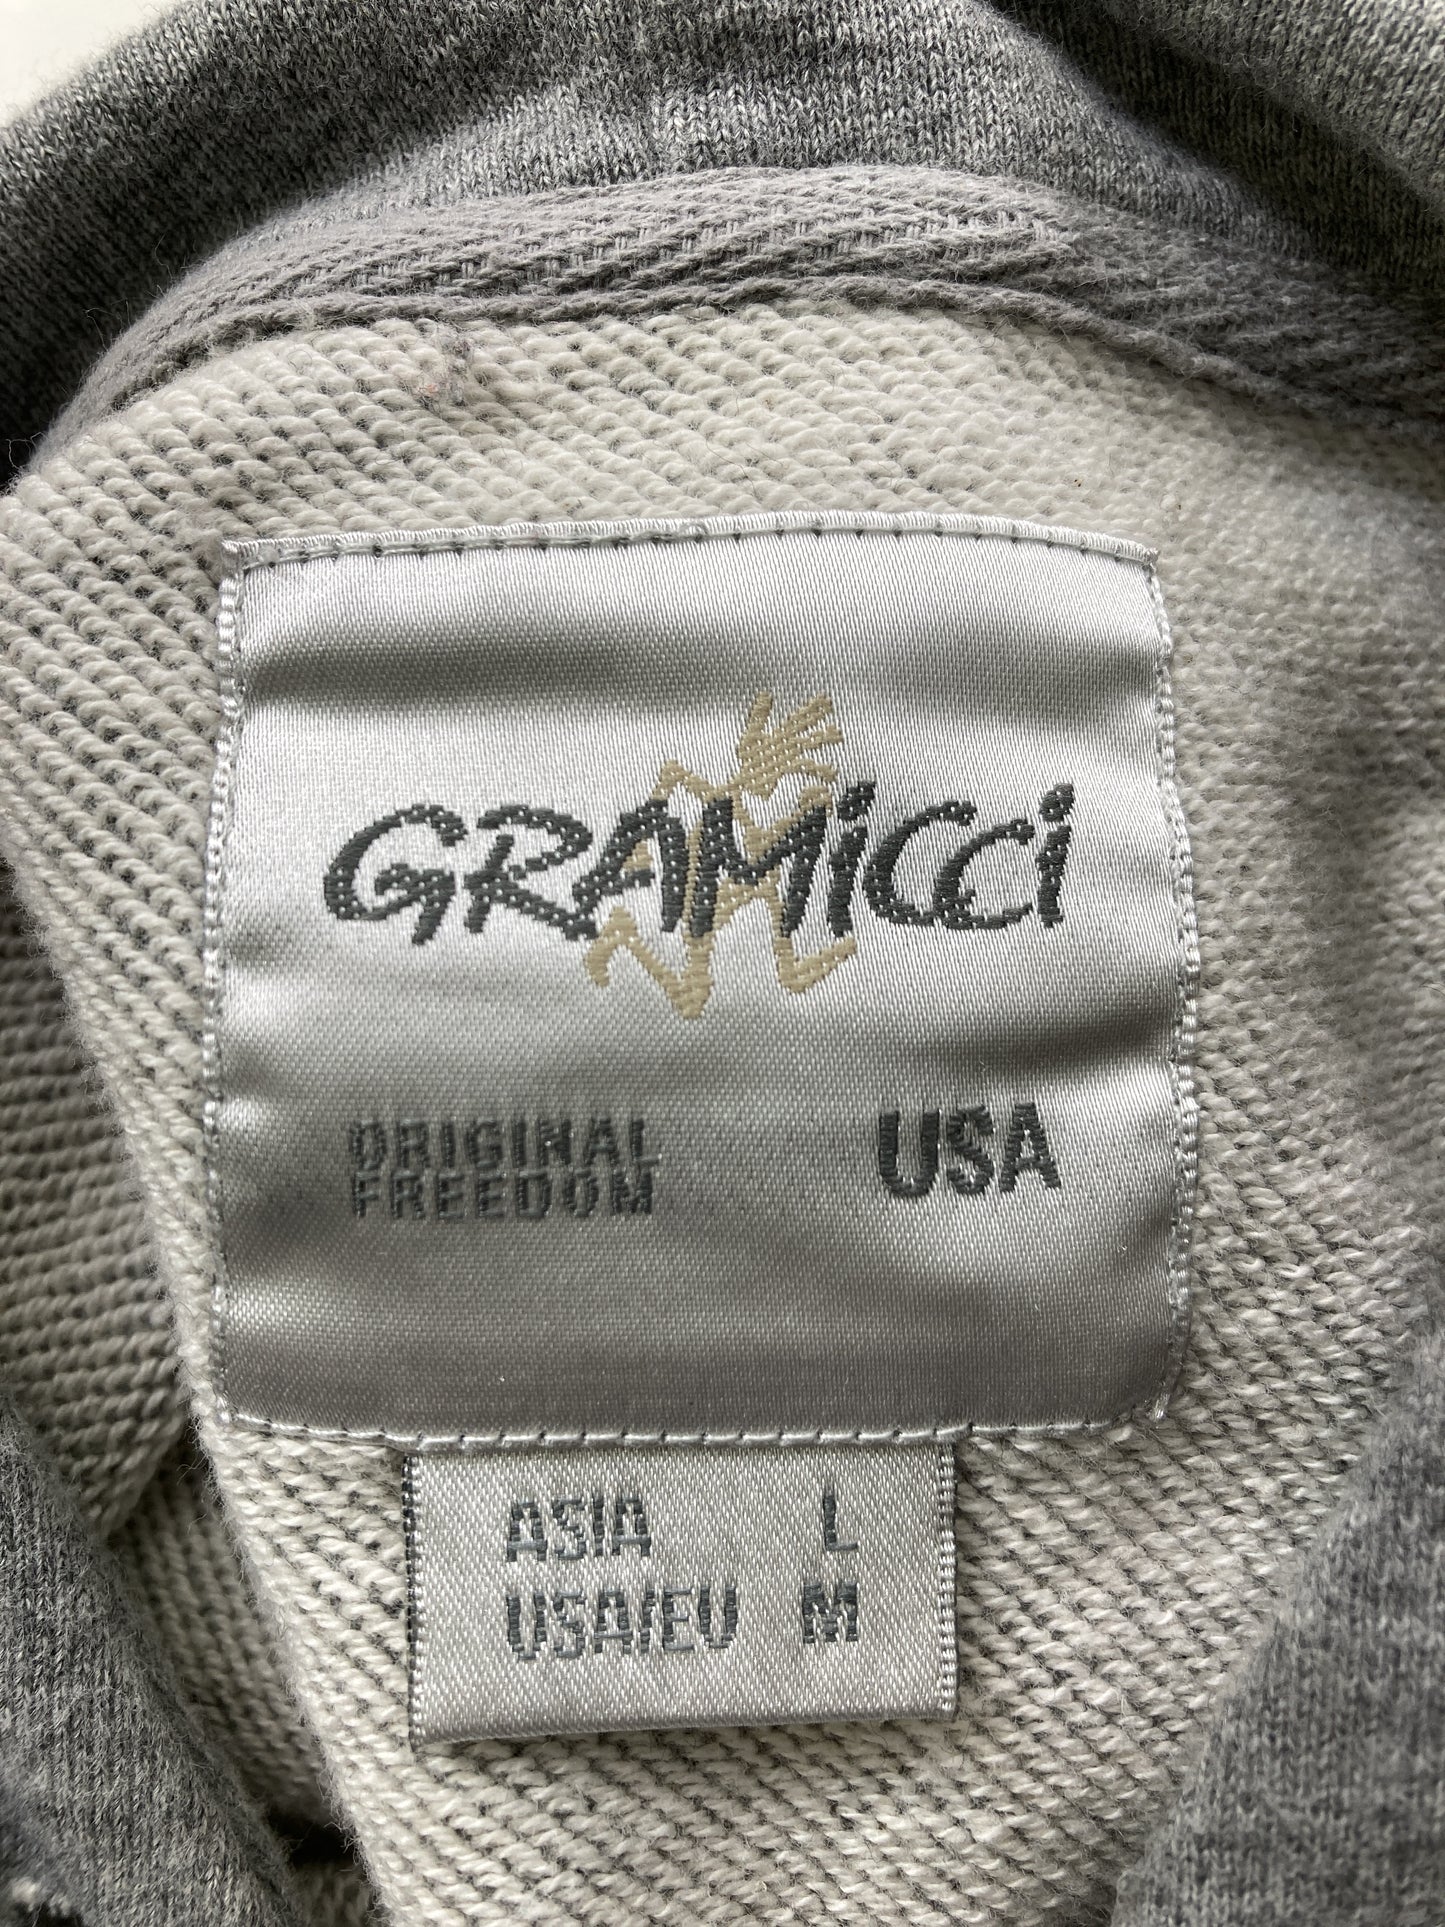 GRAMiCCi
ORIGINAL
FREEDOM
USA
ASIA L
USA/EU M